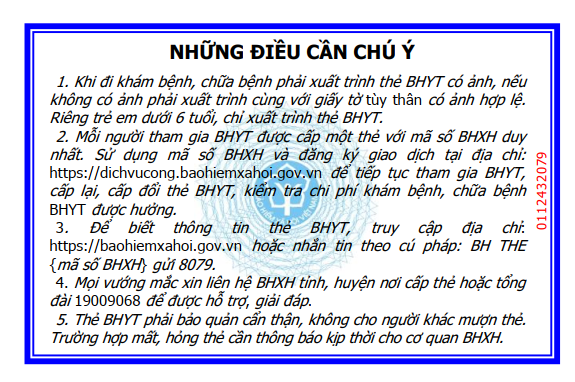 NHỮNG ĐIỀU CẦN CHÚ Ý
1. Khi đi khám bệnh, chữa bệnh phải xuất trình thẻ BHYT có ảnh, nếu
không có ảnh phải xuất trình cùng với giấy tờ tùy thân có ảnh hợp lệ.
Riêng trẻ em dưới 6 tuổi, chỉ xuất trình thẻ BHYT.
2. Mỗi người tham gia BHYT được cấp một thẻ với mã số BHXH duy
nhất. Sử dụng mã số BHXH và đăng ký giao dịch tại địa chỉ:
https://dichvucong.baohiemxahoi.gov.vn để tiếp tục tham gia BHYT,
cấp lại, cấp đổi thẻ BHYT, kiểm tra chi phí khám bệnh, chữa bệnh
BHYT được hưởng.
3. Để biết thông tin thẻ BHYT, truy cập địa chỉ:
https://baohiemxahoi.gov.vn hoặc nhắn tin theo cú pháp: BH THE
{mã số BHXH} gửi 8079.
4. Mọi vướng mắc xin liên hệ BHXH tỉnh, huyện nơi cấp thẻ hoặc tổng
đài 19009068 để được hỗ trợ, giải đáp.
5. Thẻ BHYT phải bảo quản cẩn thận, không cho người khác mượn thẻ.
Trường hợp mất, hỏng thẻ cần thông báo kịp thời cho cơ quan BHXH.
0112432079